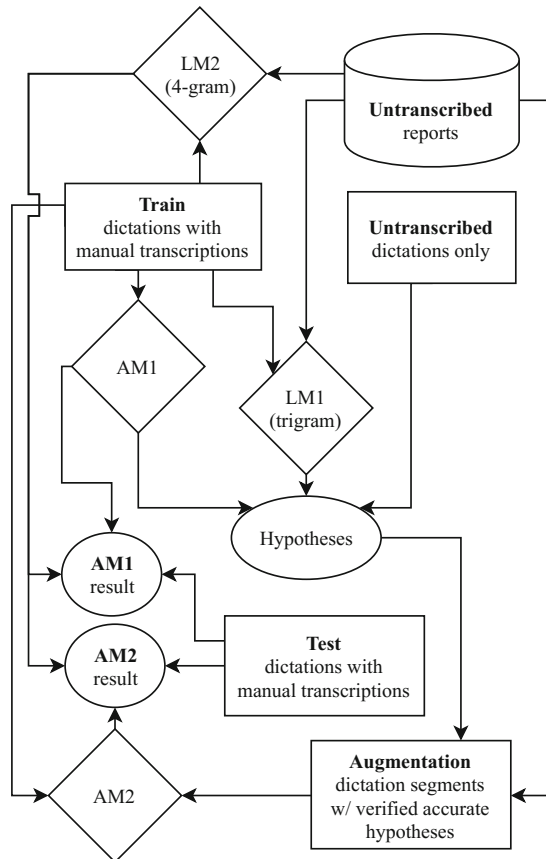 LM2
(4-gram)
Untranscribed
reports
Train
dictations with
manual transcriptions
Untranscribed
dictations only
AM1
LM1
(trigram)
Hypotheses
AM1
result
AM2
result
Test
dictations with
manual transcriptions
AM2
Augmentation
dictation segments
w/ verified accurate
hypotheses